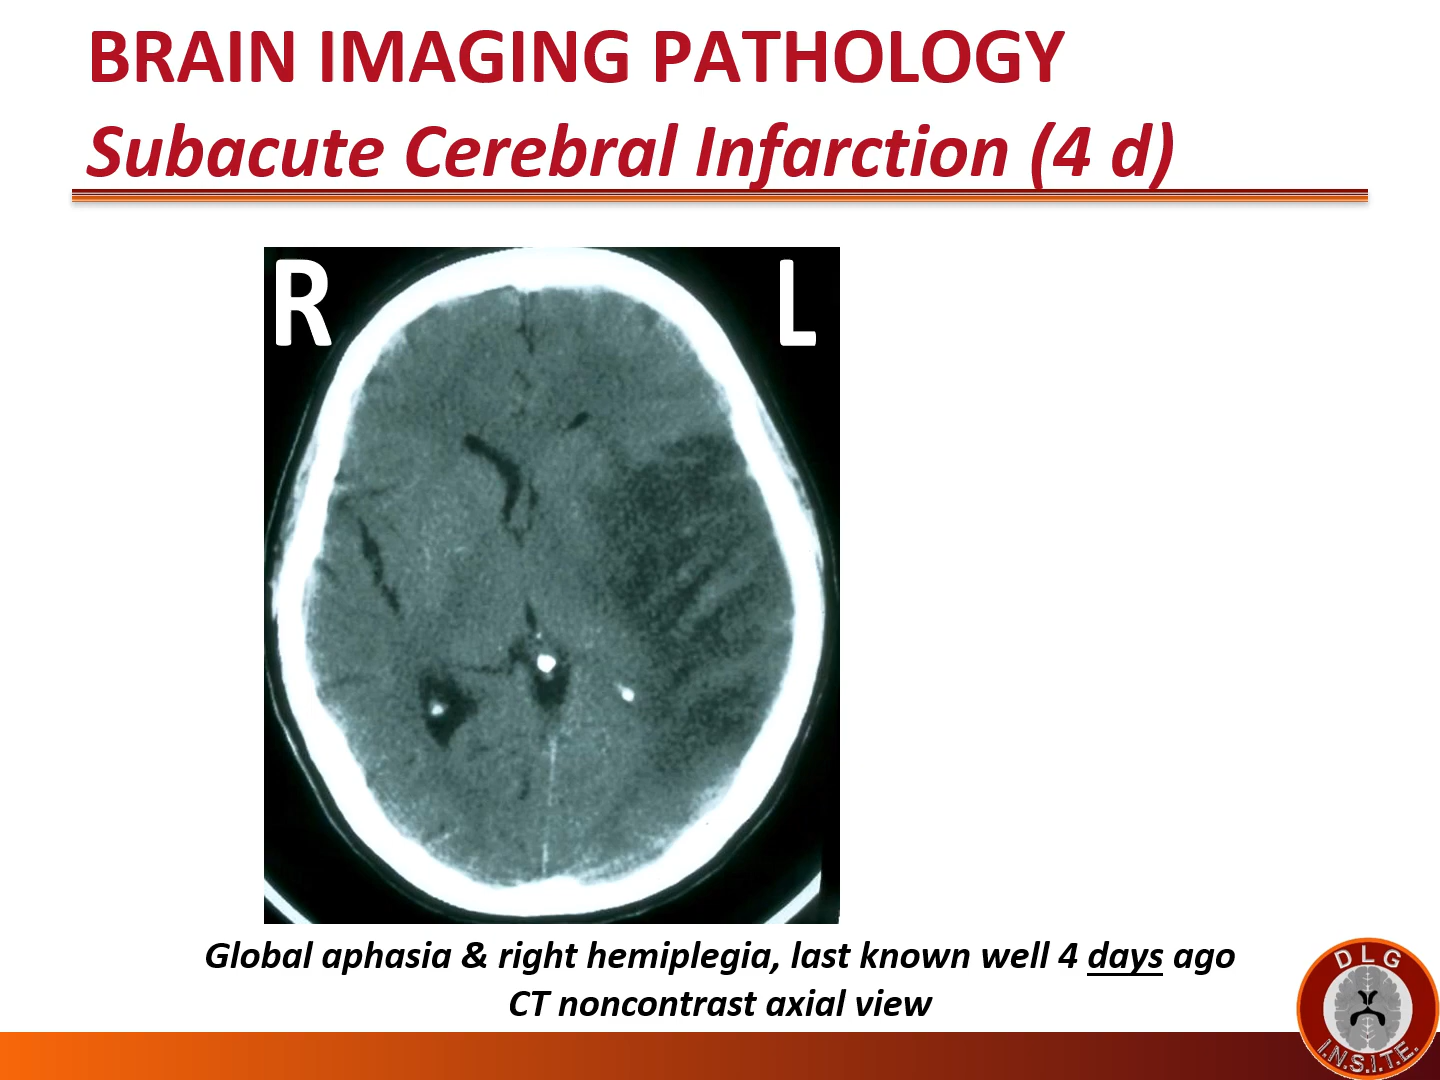 BRAIN IMAGING PATHOLOGY
Subacute Cerebral Infarction (4 d)
R L
Global aphasia & right hemiplegia, last known well 4 days ago
CT noncontrast axial view
DLG
I.N.S.I.T.E.